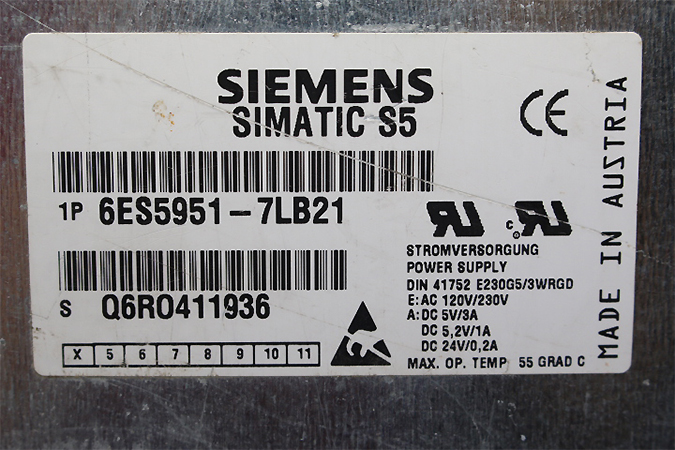 SIEMENS
SIMATIC S5
CE
1P 6ES5951-7LB21
S Q6R0411936
X 5 6 7 8 9 10 11
STROMVERSORGUNG
POWER SUPPLY
DIN 41752 E230G5/3WRGD
E: AC 120V/230V
A: DC 5V/3A
DC 5,2V/1A
DC 24V/0,2A
MAX. OP. TEMP 55 GRAD C
MADE IN AUSTRIA